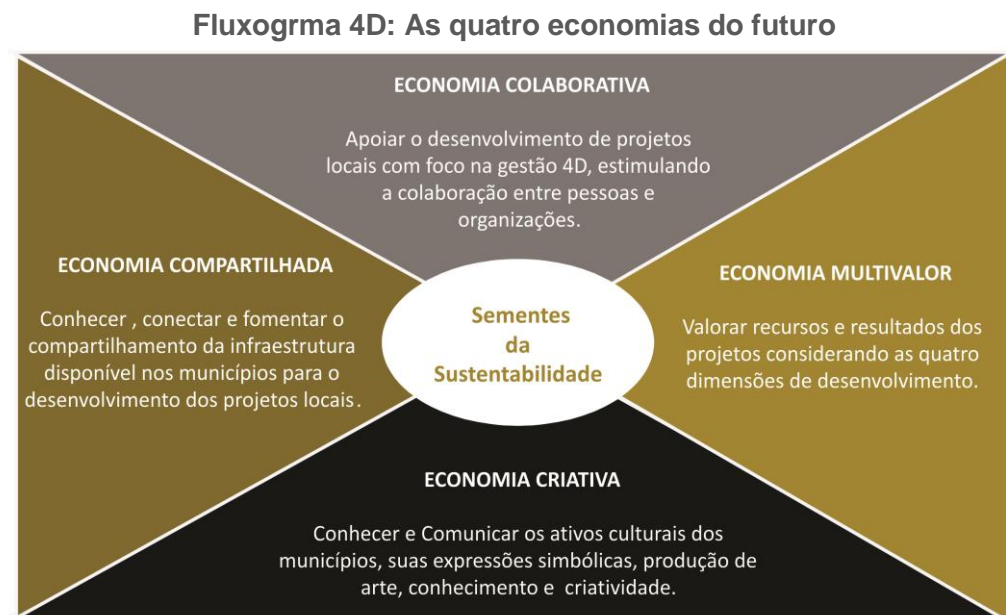 Fluxogrma 4D: As quatro economias do futuro
ECONOMIA COLABORATIVA
Apoiar o desenvolvimento de projetos
locais com foco na gestão 4D, estimulando
a colaboração entre pessoas e
organizações.
ECONOMIA COMPARTILHADA
Conhecer , conectar e fomentar o
compartilhamento da infraestrutura
disponível nos municípios para o
desenvolvimento dos projetos locais.
Sementes
da
Sustentabilidade
ECONOMIA MULTIVALOR
Valorar recursos e resultados dos
projetos considerando as quatro
dimensões de desenvolvimento.
ECONOMIA CRIATIVA
Conhecer e Comunicar os ativos culturais dos
municípios, suas expressões simbólicas, produção de
arte, conhecimento e criatividade.